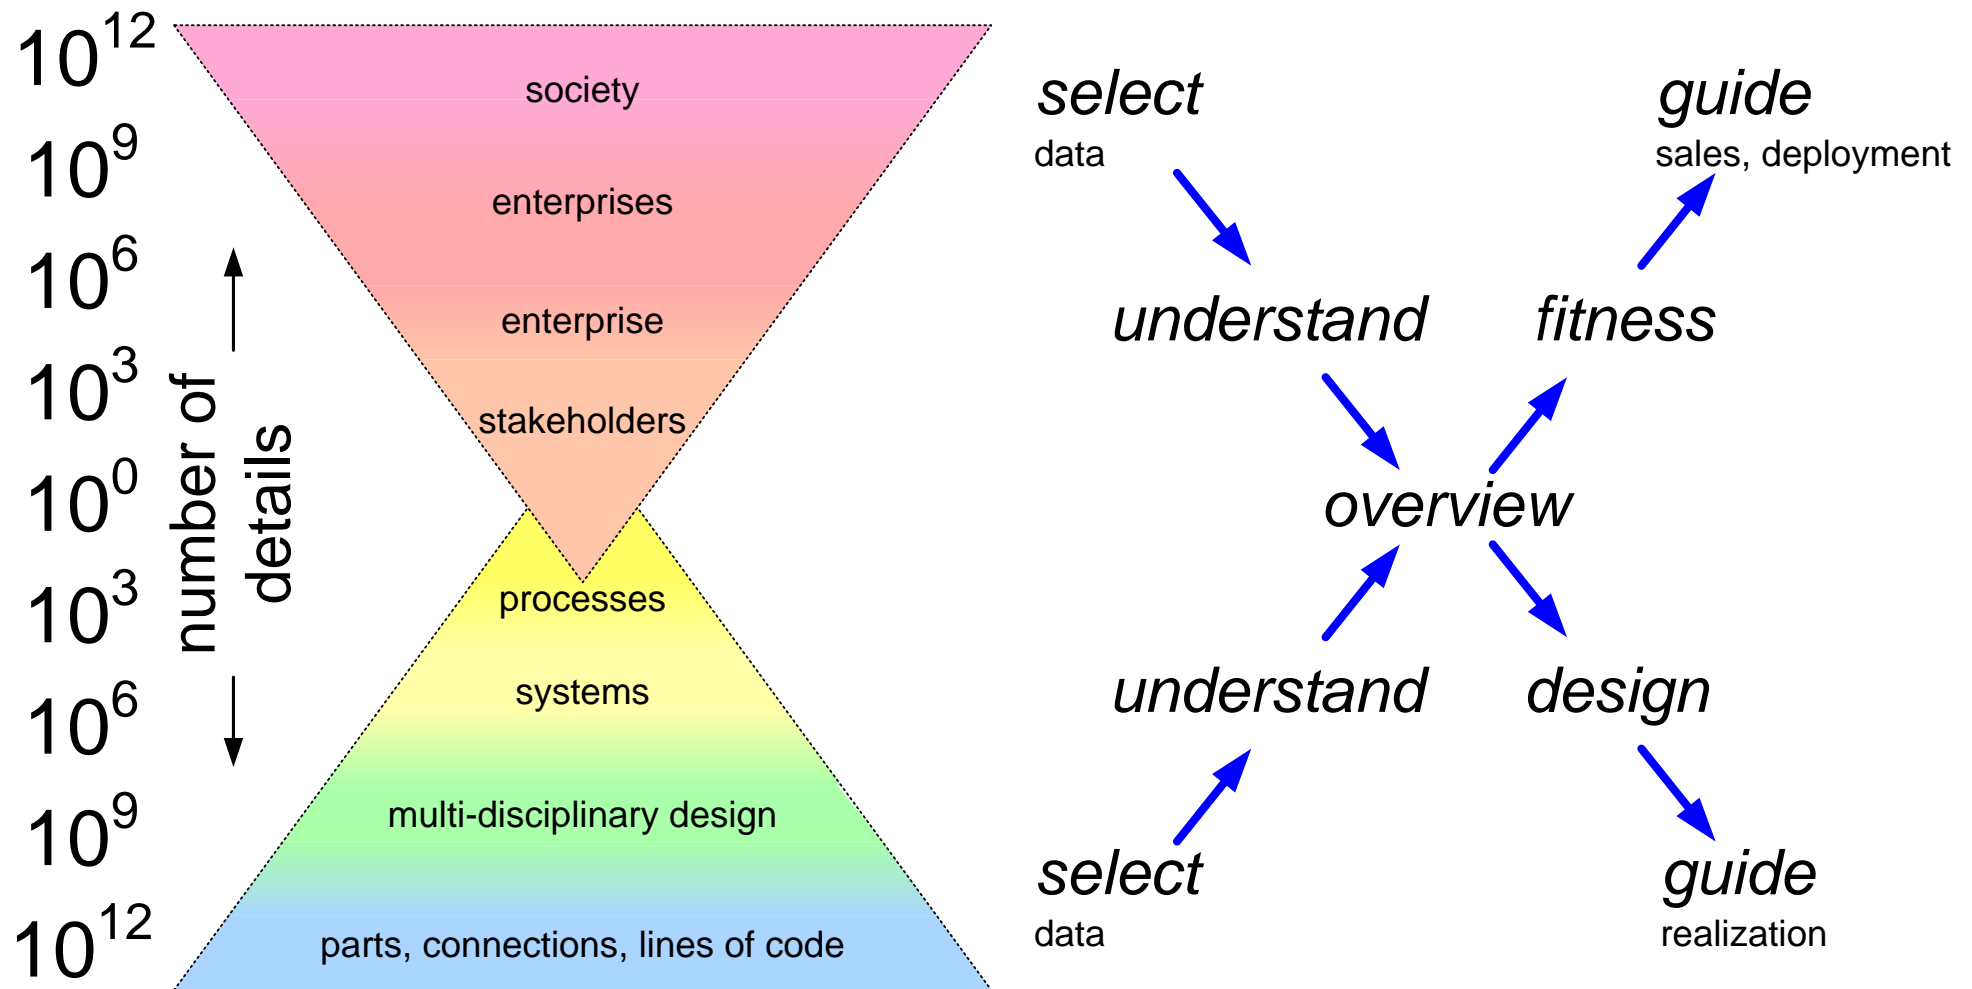 10^12
10^9
10^6
10^3
10^0
10^3
10^6
10^9
10^12
number of
details
society
enterprises
enterprise
stakeholders
processes
systems
multi-disciplinary design
parts, connections, lines of code
select
data
guide
sales, deployment
understand
fitness
overview
understand
design
select
data
guide
realization